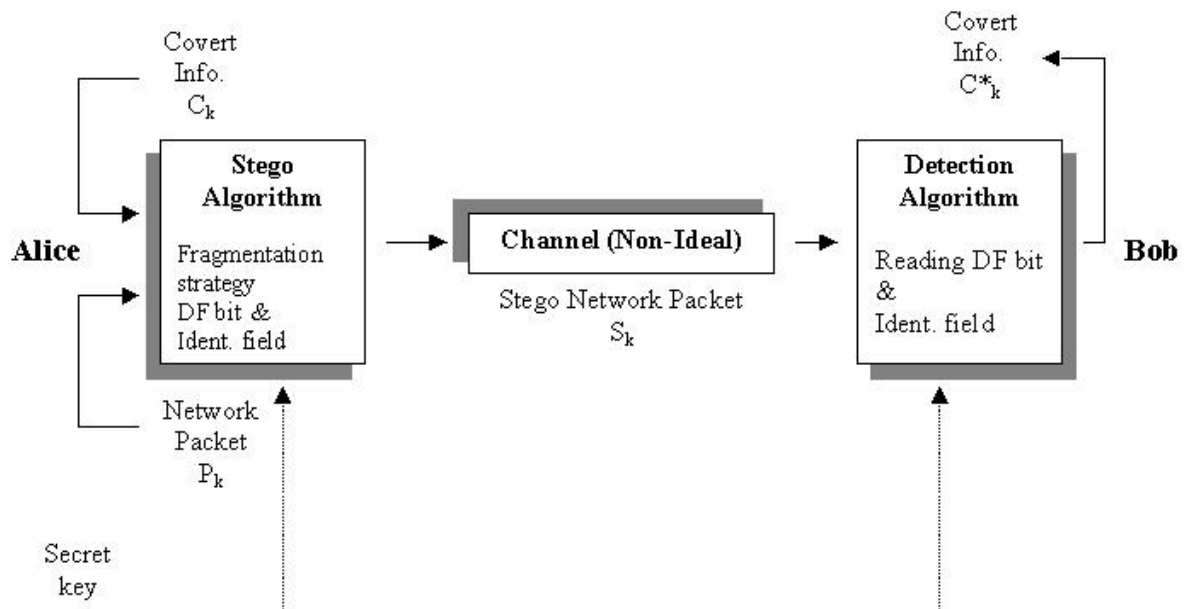 Covert
Info.
Cₖ
Alice
Stego
Algorithm
Fragmentation
strategy
DF bit &
Ident. field
Network
Packet
Pₖ
Secret
key
Channel (Non-Ideal)
Stego Network Packet
Sₖ
Covert
Info.
C*ₖ
Detection
Algorithm
Reading DF bit
&
Ident. field
Bob